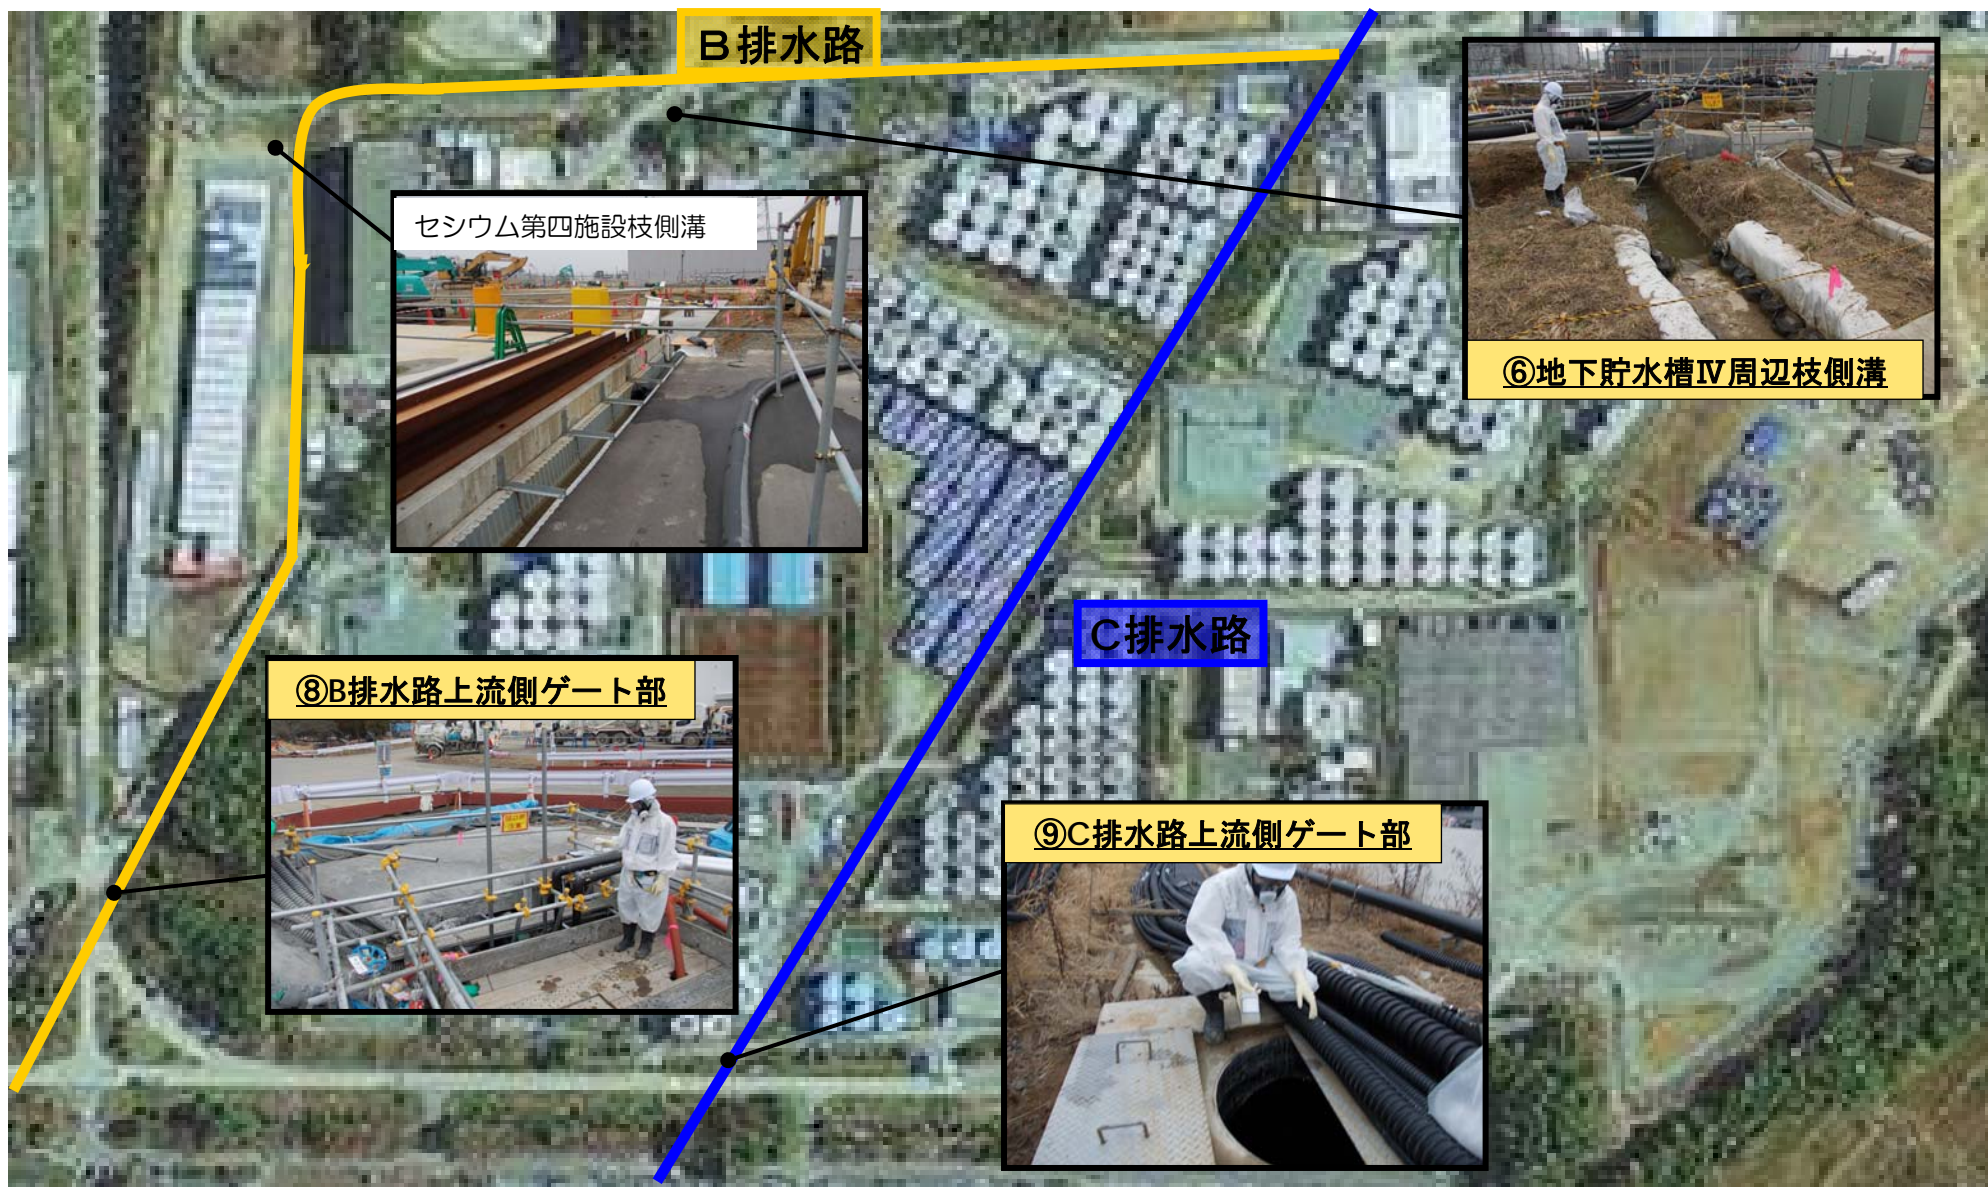 B排水路
セシウム第四施設枝側溝
⑥地下貯水槽Ⅳ周辺枝側溝
C排水路
⑧B排水路上流側ゲート部
⑨C排水路上流側ゲート部